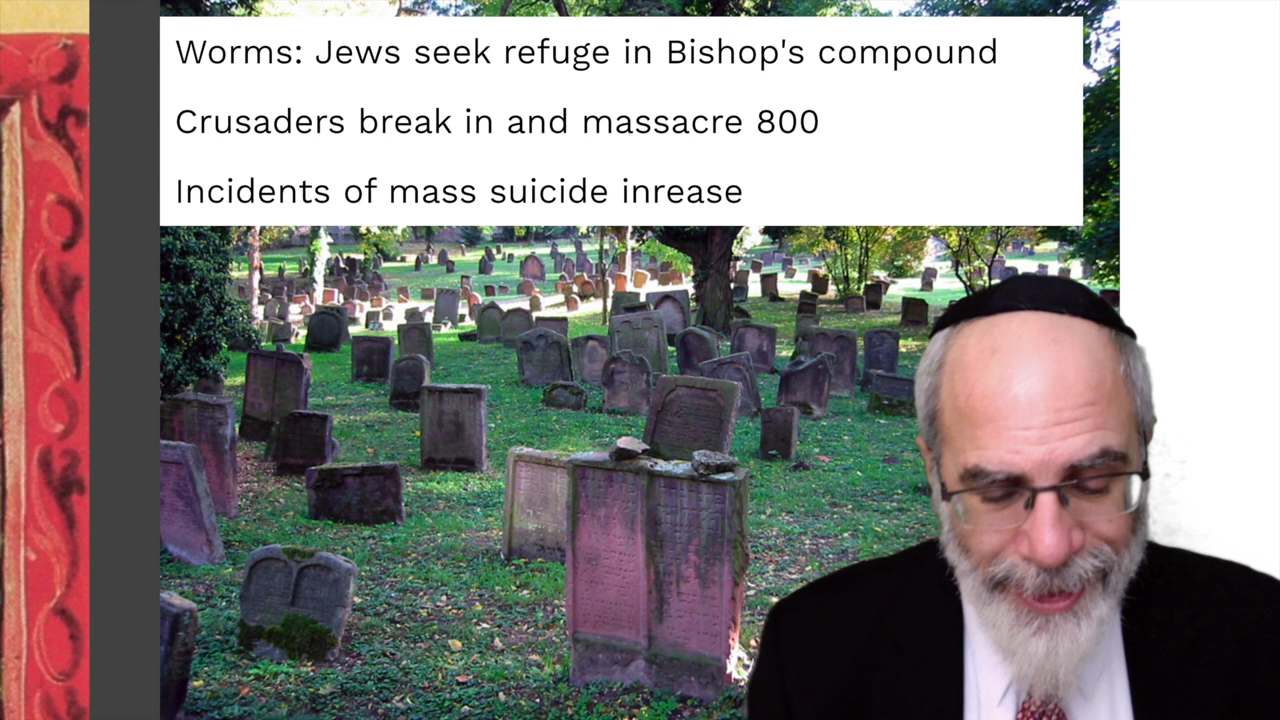 Worms: Jews seek refuge in Bishop's compound
Crusaders break in and massacre 800
Incidents of mass suicide inrease